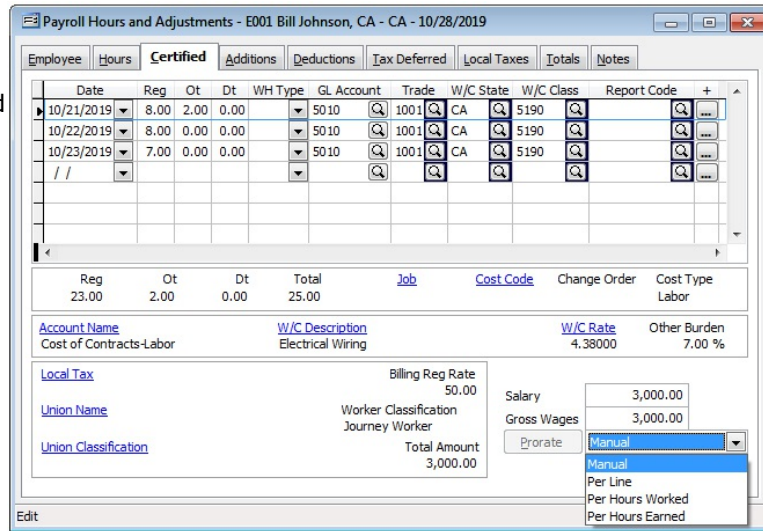 Payroll Hours and Adjustments - E001 Bill Johnson, CA - CA - 10/28/2019
Employee Hours Certified Additions Deductions Tax Deferred Local Taxes Totals Notes
d
Date Reg Ot Dt WH Type GL Account Trade W/C State W/C Class Report Code +
10/21/2019 8.00 2.00 0.00 5010 1001 CA 5190 ...
10/22/2019 8.00 0.00 0.00 5010 1001 CA 5190 ...
10/23/2019 7.00 0.00 0.00 5010 1001 CA 5190 ...
/ / ...
Reg Ot Dt Total Job Cost Code Change Order Cost Type
23.00 2.00 0.00 25.00 Labor
Account Name W/C Description W/C Rate Other Burden
Cost of Contracts-Labor Electrical Wiring 4.38000 7.00 %
Local Tax Billing Reg Rate
50.00
Union Name Worker Classification
Journey Worker
Union Classification Total Amount
3,000.00
Salary 3,000.00
Gross Wages 3,000.00
Prorate Manual
Manual
Per Line
Per Hours Worked
Per Hours Earned
Edit